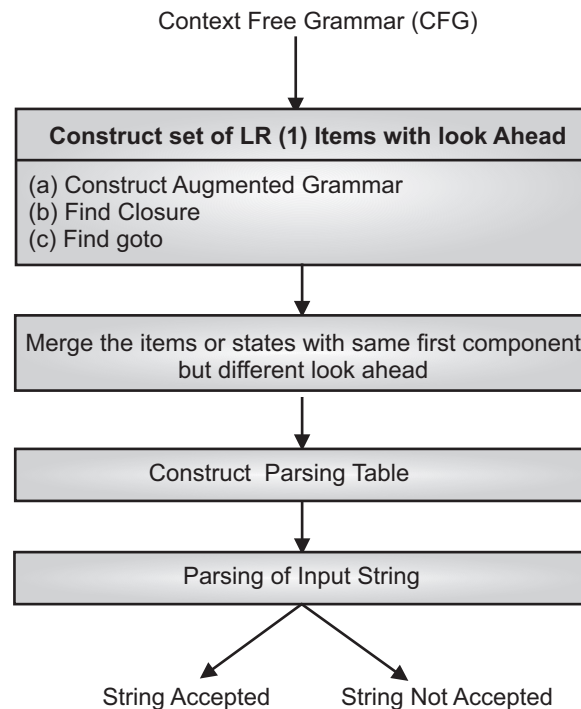 Context Free Grammar (CFG)
Construct set of LR (1) Items with look Ahead
(a) Construct Augmented Grammar
(b) Find Closure
(c) Find goto
Merge the items or states with same first component
but different look ahead
Construct Parsing Table
Parsing of Input String
String Accepted
String Not Accepted